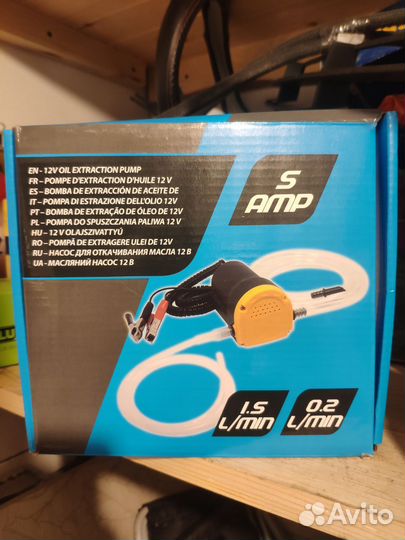 EN - 12V OIL EXTRACTION PUMP
FR - POMPE D'EXTRACTION D'HUILE 12 V
ES - BOMBA DE EXTRACCIÓN DE ACEITE DE
IT - POMPA DI ESTRAZIONE DELL'OLIO 12V
PT - BOMBA DE EXTRAÇÃO DE ÓLEO DE 12V
PL - POMPA DO SPUSZCZANIA PALIWA 12 V
HU - 12 V OLAJSZIVATTYÚ
RO - POMPĂ DE EXTRAGERE ULEI DE 12V
RU - НАСОС ДЛЯ ОТКАЧИВАНИЯ МАСЛА 12 В
UA - МАСЛЯНИЙ НАСОС 12 В
5
AMP
1.5
L/min
0.2
L/min
Avito